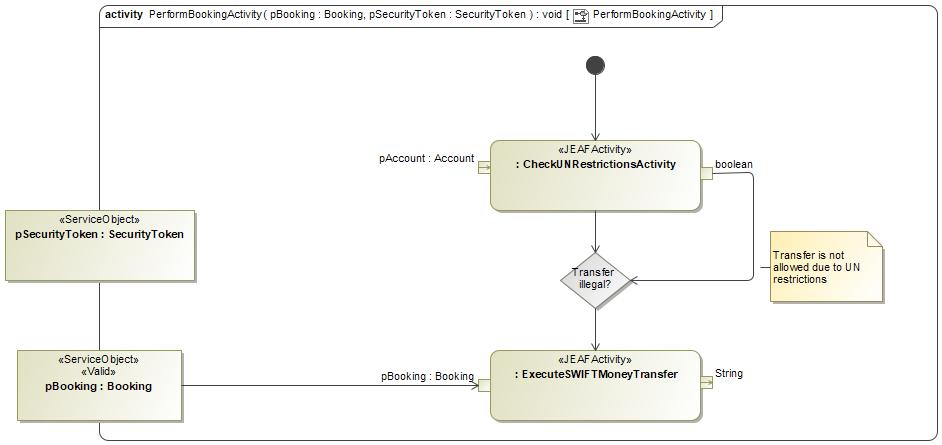 activity PerformBookingActivity( pBooking : Booking, pSecurityToken : SecurityToken ) : void [ PerformBookingActivity ]
«JEAFActivity»
: CheckUNRestrictionsActivity
pAccount : Account
boolean
«ServiceObject»
pSecurityToken : SecurityToken
Transfer is not
allowed due to UN
restrictions
Transfer
illegal?
«ServiceObject»
«Valid»
pBooking : Booking
pBooking : Booking
«JEAFActivity»
: ExecuteSWIFTMoneyTransfer
String